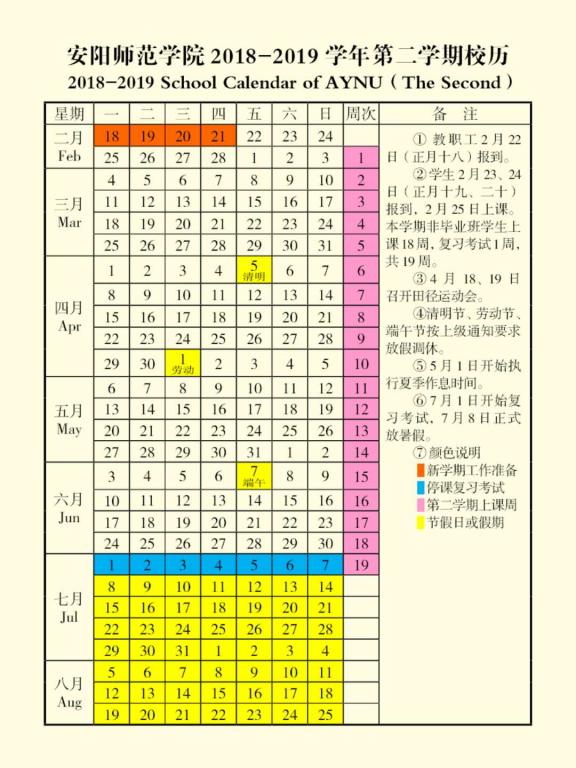 安阳师范学院 2018-2019 学年第二学期校历
2018-2019 School Calendar of AYNU ( The Second )
星期 一 二 三 四 五 六 日 周次 备 注
二月 Feb
18 19 20 21 22 23 24
25 26 27 28 1 2 3 1
三月 Mar
4 5 6 7 8 9 10 2
11 12 13 14 15 16 17 3
18 19 20 21 22 23 24 4
25 26 27 28 29 30 31 5
四月 Apr
1 2 3 4 5 清明 6 7 6
8 9 10 11 12 13 14 7
15 16 17 18 19 20 21 8
22 23 24 25 26 27 28 9
29 30 1 劳动 2 3 4 5 10
五月 May
6 7 8 9 10 11 12 11
13 14 15 16 17 18 19 12
20 21 22 23 24 25 26 13
27 28 29 30 31 1 2 14
六月 Jun
3 4 5 6 7 端午 8 9 15
10 11 12 13 14 15 16 16
17 18 19 20 21 22 23 17
24 25 26 27 28 29 30 18
七月 Jul
1 2 3 4 5 6 7 19
8 9 10 11 12 13 14
15 16 17 18 19 20 21
22 23 24 25 26 27 28
29 30 31 1 2 3 4
八月 Aug
5 6 7 8 9 10 11
12 13 14 15 16 17 18
19 20 21 22 23 24 25
① 教职工 2 月 22
日（正月十八）报到。
②学生 2 月 23、24
日（正月十九、二十）
报到，2 月 25 日上课。
本学期非毕业班学生上
课 18 周，复习考试 1 周，
共 19 周。
③ 4 月 18、19 日
召开田径运动会。
④清明节、劳动节、
端午节按上级通知要求
放假调休。
⑤ 5 月 1 日开始执
行夏季作息时间。
⑥ 7 月 1 日开始复
习考试，7 月 8 日正式
放暑假。
⑦颜色说明
新学期工作准备
停课复习考试
第二学期上课周
节假日或假期